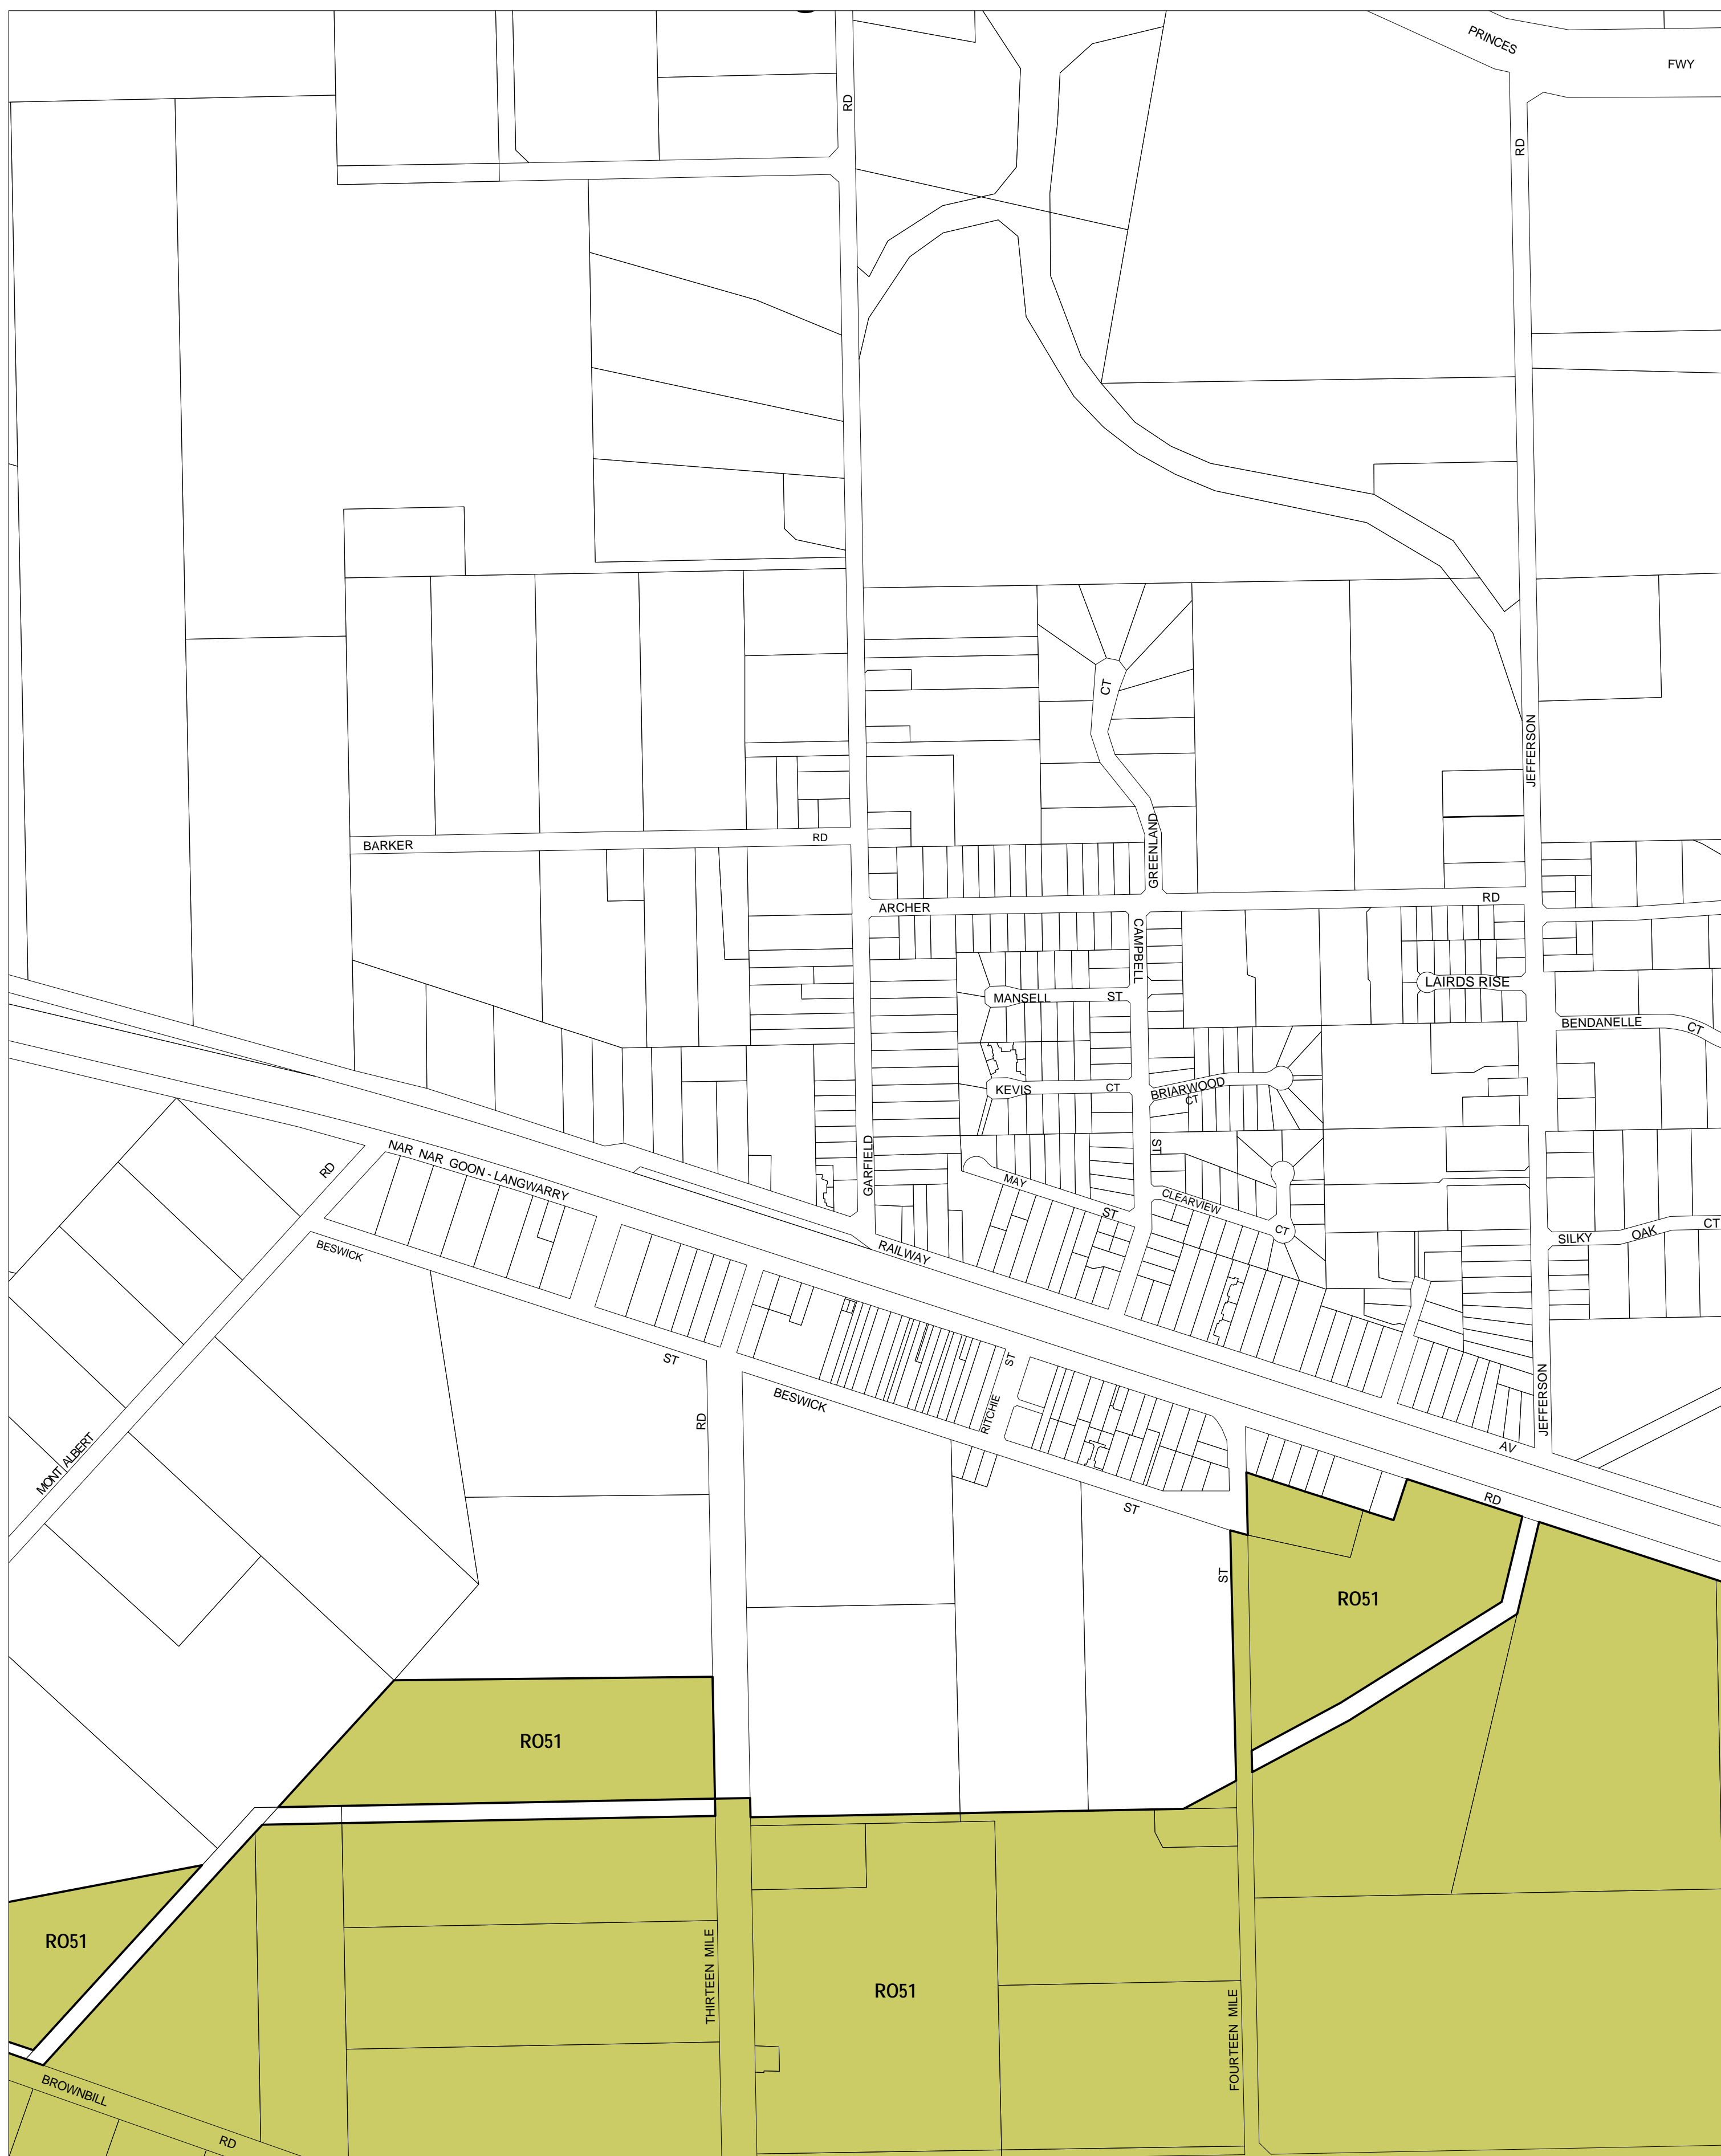 PRINCES
FWY
RD
RD
CT
JEFFERSON
BARKER
RD
GREENLAND
ARCHER
RD
CAMPBELL
LAIRDS RISE
MANSELL
ST
BENDANELLE
CT
KEVIS
CT
BRIARWOOD
CT
NAR NAR GOON - LANGWARRY
RD
GARFIELD
ST
MAY
ST
CLEARVIEW
CT
SILKY
OAK
CT
BESWICK
RAILWAY
ST
BESWICK
ST
RITCHIE
RD
JEFFERSON
AV
MONT ALBERT
RD
ST
ST
RO51
RO51
RO51
RO51
THIRTEEN MILE
FOURTEEN MILE
BROWNBILL
RD